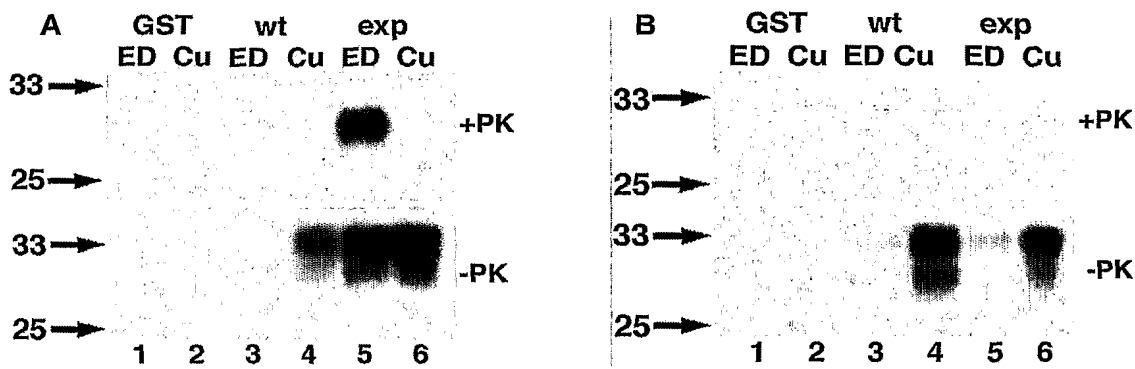 A GST wt exp
ED Cu ED Cu ED Cu
33
+PK
25
33
-PK
25
1 2 3 4 5 6
B GST wt exp
ED Cu ED Cu ED Cu
33
+PK
25
33
-PK
25
1 2 3 4 5 6